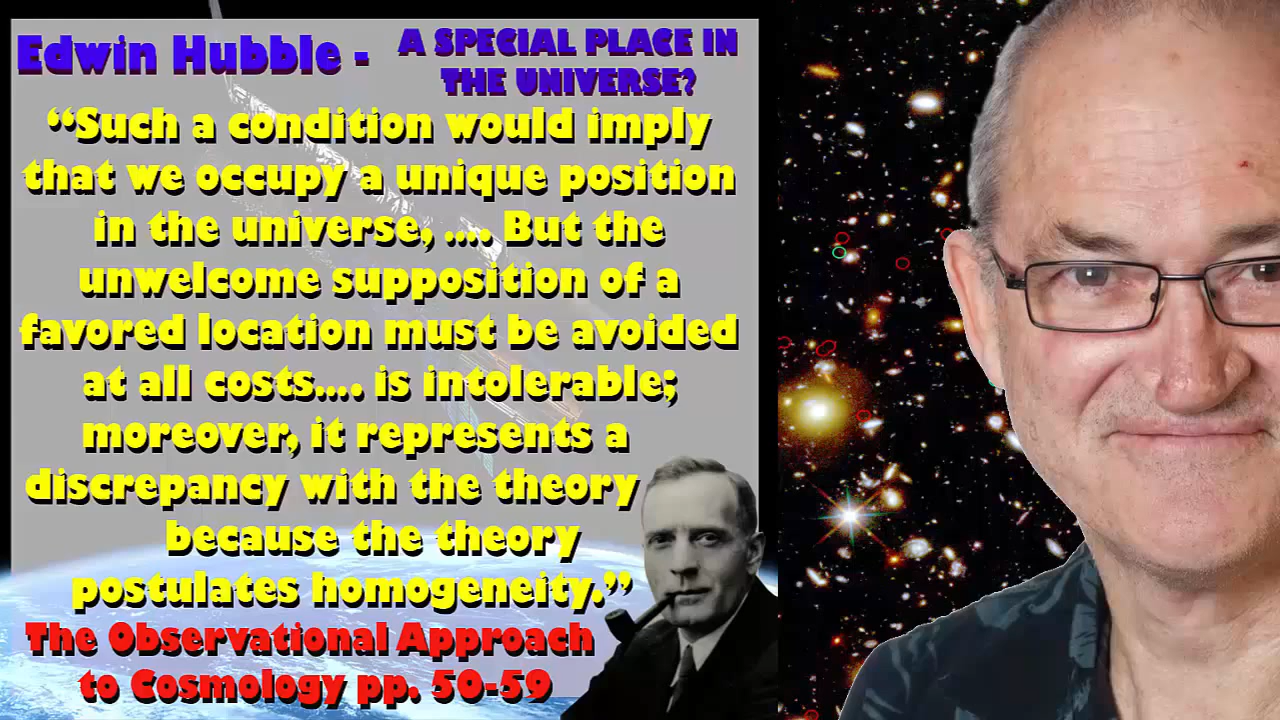 Edwin Hubble - A SPECIAL PLACE IN
THE UNIVERSE?
“Such a condition would imply
that we occupy a unique position
in the universe, .... But the
unwelcome supposition of a
favored location must be avoided
at all costs.... is intolerable;
moreover, it represents a
discrepancy with the theory
because the theory
postulates homogeneity.”
The Observational Approach
to Cosmology pp. 50-59